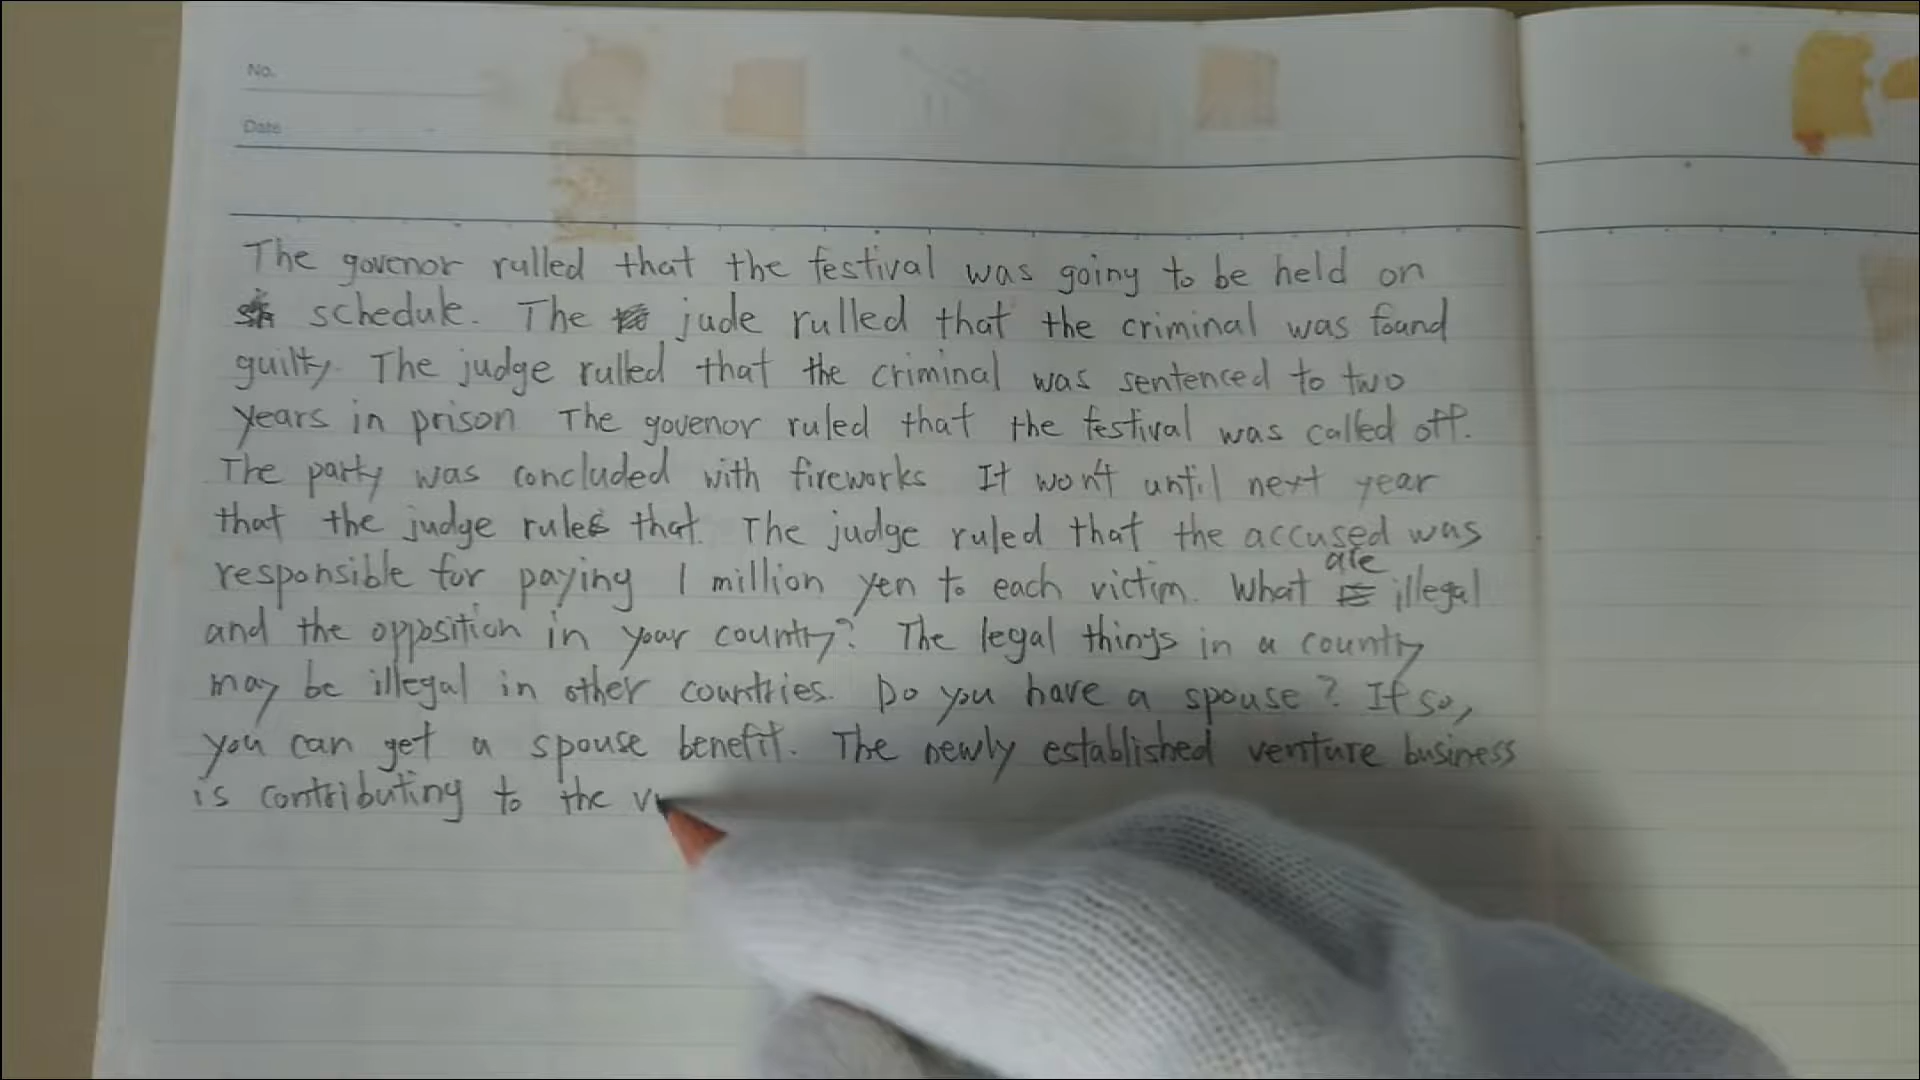 No.
Date
The govenor rulled that the festival was going to be held on
schedule. The jude rulled that the criminal was found
guilty. The judge rulled that the criminal was sentenced to two
years in prison The govenor ruled that the festival was called off.
The party was concluded with fireworks It won't until next year
that the judge rules that. The judge ruled that the accused was
responsible for paying 1 million yen to each victim. What are illegal
and the opposition in your country? The legal things in a country
may be illegal in other countries. Do you have a spouse? If so,
you can get a spouse benefit. The newly established venture business
is contributing to the